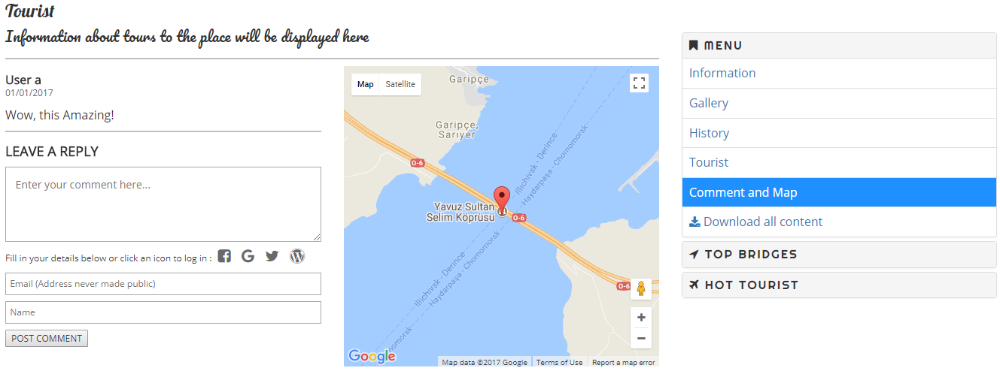 Tourist
Information about tours to the place will be displayed here
User a
01/01/2017
Wow, this Amazing!
LEAVE A REPLY
Enter your comment here...
Fill in your details below or click an icon to log in :
Email (Address never made public)
Name
POST COMMENT
Map Satellite
Garipçe
Garipçe,
Sarıyer
O-6
Illichivsk - Derince
Haydarpaşa - Chornomorsk
Yavuz Sultan
Selim Köprüsü
O-6
Illichivsk - Derince
Haydarpaşa - Chornomorsk
O-6
nomorsk
Google
Map data ©2017 Google Terms of Use Report a map error
MENU
Information
Gallery
History
Tourist
Comment and Map
Download all content
TOP BRIDGES
HOT TOURIST